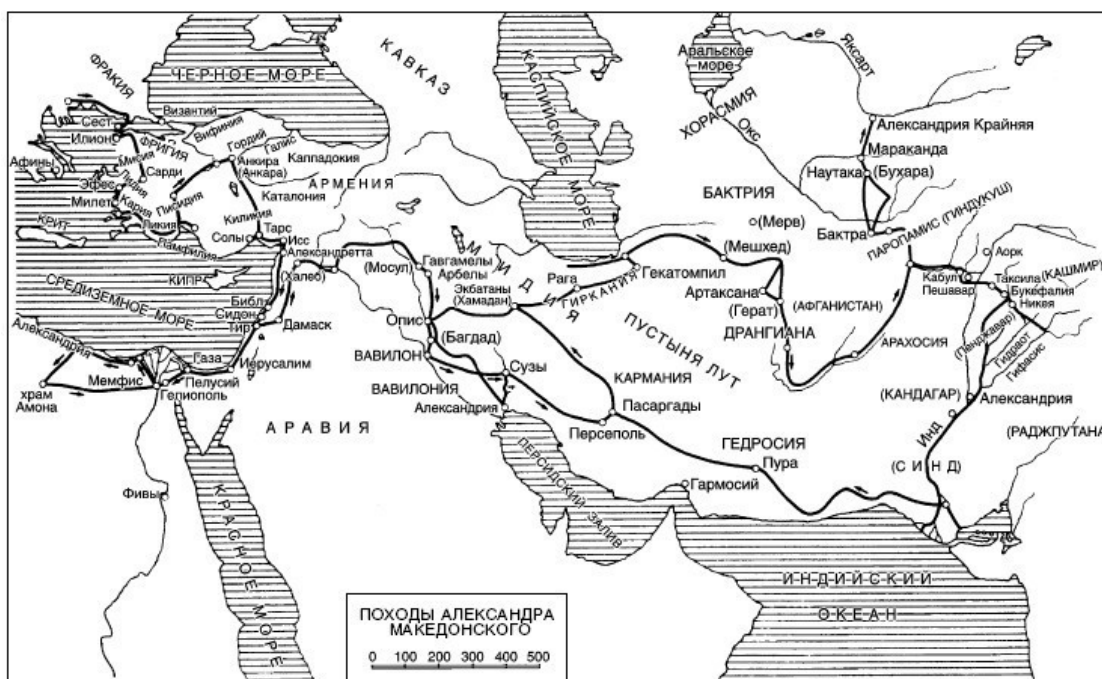 ФРАКИЯ
ЧЕРНОЕ МОРЕ
КАВКАЗ
КАСПИЙСКОЕ
МОРЕ
Аральское
море
Яксарт
ХОРАСМИЯ
Окс
Византий
Сест
Илион
Вифиния
ФРИГИЯ
Мисия
Гордий
Галис
Анкира
(Анкара)
Каппадокия
Афины
Сарди
Эфес
Лидия
Милет
Кария
Писидия
Ликия
Памфилия
АРМЕНИЯ
Каталония
Киликия
Тарс
Солы
Исс
Александретта
(Халеб)
КРИТ
КИПР
СРЕДИЗЕМНОЕ МОРЕ
Библ
Сидон
Тир
Дамаск
Александрия
Газа
Иерусалим
Мемфис
Пелусий
Гелиополь
храм
Амона
Фивы
КРАСНОЕ МОРЕ
АРАВИЯ
(Мосул)
Гавгамелы
Арбелы
МИДИЯ
Экбатаны
(Хамадан)
Рага
ГИРКАНИЯ
Гекатомпил
(Мешхед)
(Мерв)
БАКТРИЯ
Александрия Крайняя
Мараканда
Наутака
(Бухара)
Бактра
ПАРОПАМИС (ГИНДУКУШ)
Аорк
Кабул
Пешавар
Таксила
(КАШМИР)
Букефалия
Никея
(Пенджавар)
Гидраот
Гифасис
Артаксана
(Герат)
(АФГАНИСТАН)
ДРАНГИАНА
АРАХОСИЯ
ПУСТЫНЯ ЛУТ
Опис
(Багдад)
ВАВИЛОН
Сузы
ВАВИЛОНИЯ
Александрия
КАРМАНИЯ
Пасаргады
Персеполь
ГЕДРОСИЯ
Пура
Гармосий
ПЕРСИДСКИЙ ЗАЛИВ
(КАНДАГАР)
Александрия
Инд
(РАДЖПУТАНА
(СИНД)
ИНДИЙСКИЙ
ОКЕАН
ПОХОДЫ АЛЕКСАНДРА
МАКЕДОНСКОГО
0 100 200 300 400 500